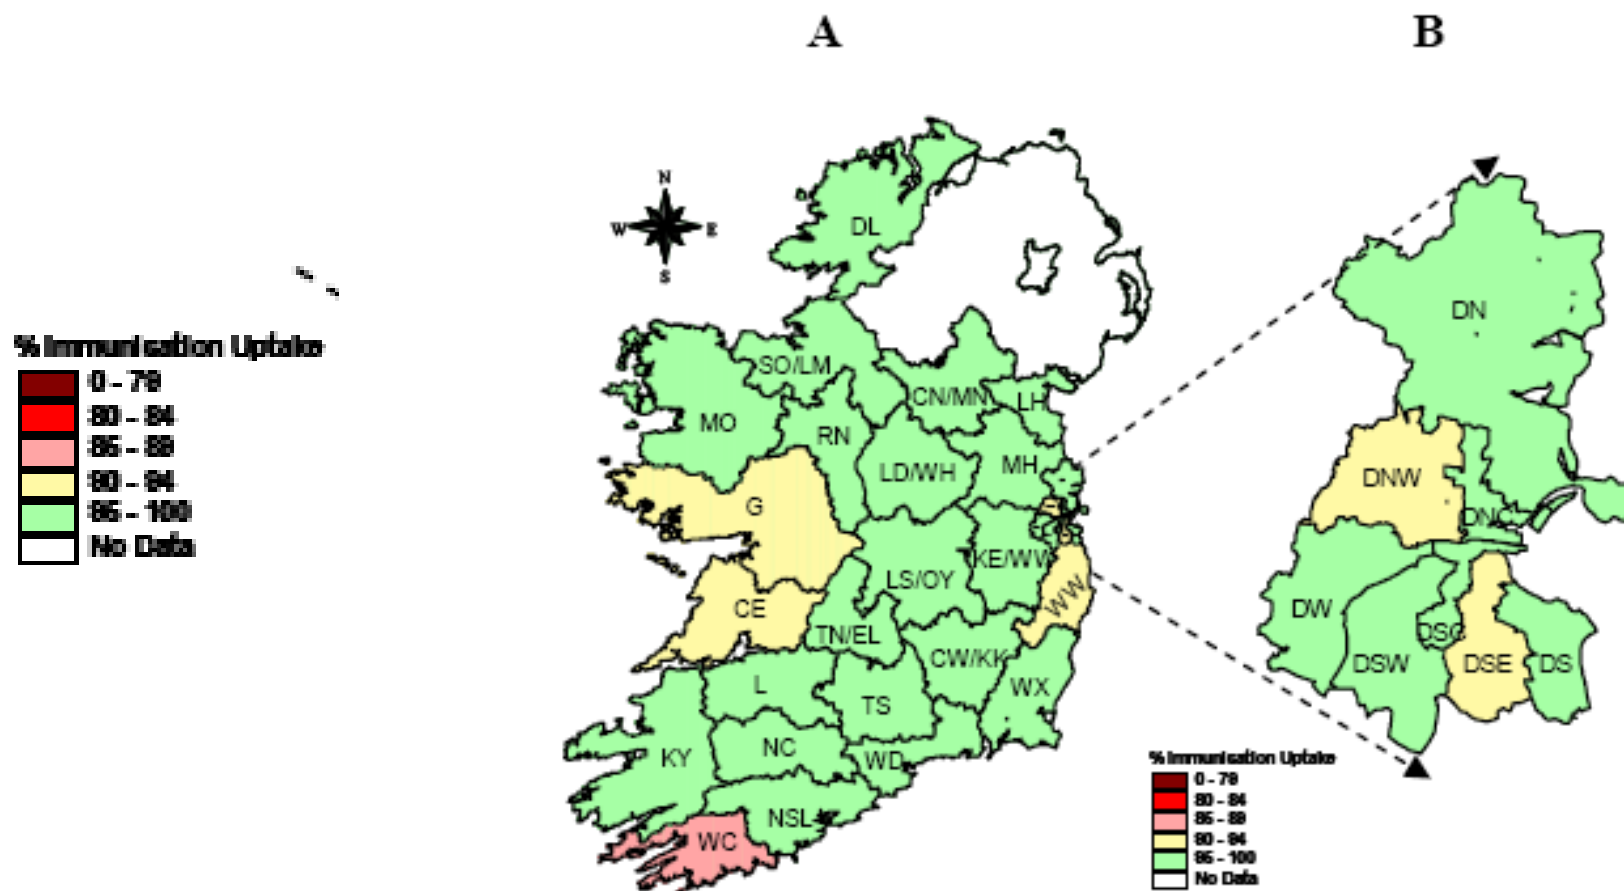 A
B
N
W E
S
% Immunisation Uptake
0 - 79
80 - 84
85 - 89
90 - 94
95 - 100
No Data
DL
SO/LM
CN/MN
LH
MO
RN
LD/WH
MH
G
KE/WW
LS/OY
CE
WW
TN/EL
CW/KK
L
WX
TS
NC
KY
WD
NSL
WC
DN
DNW
DNC
DW
DSC
DSW
DSE
DS
% Immunisation Uptake
0 - 79
80 - 84
85 - 89
90 - 94
95 - 100
No Data